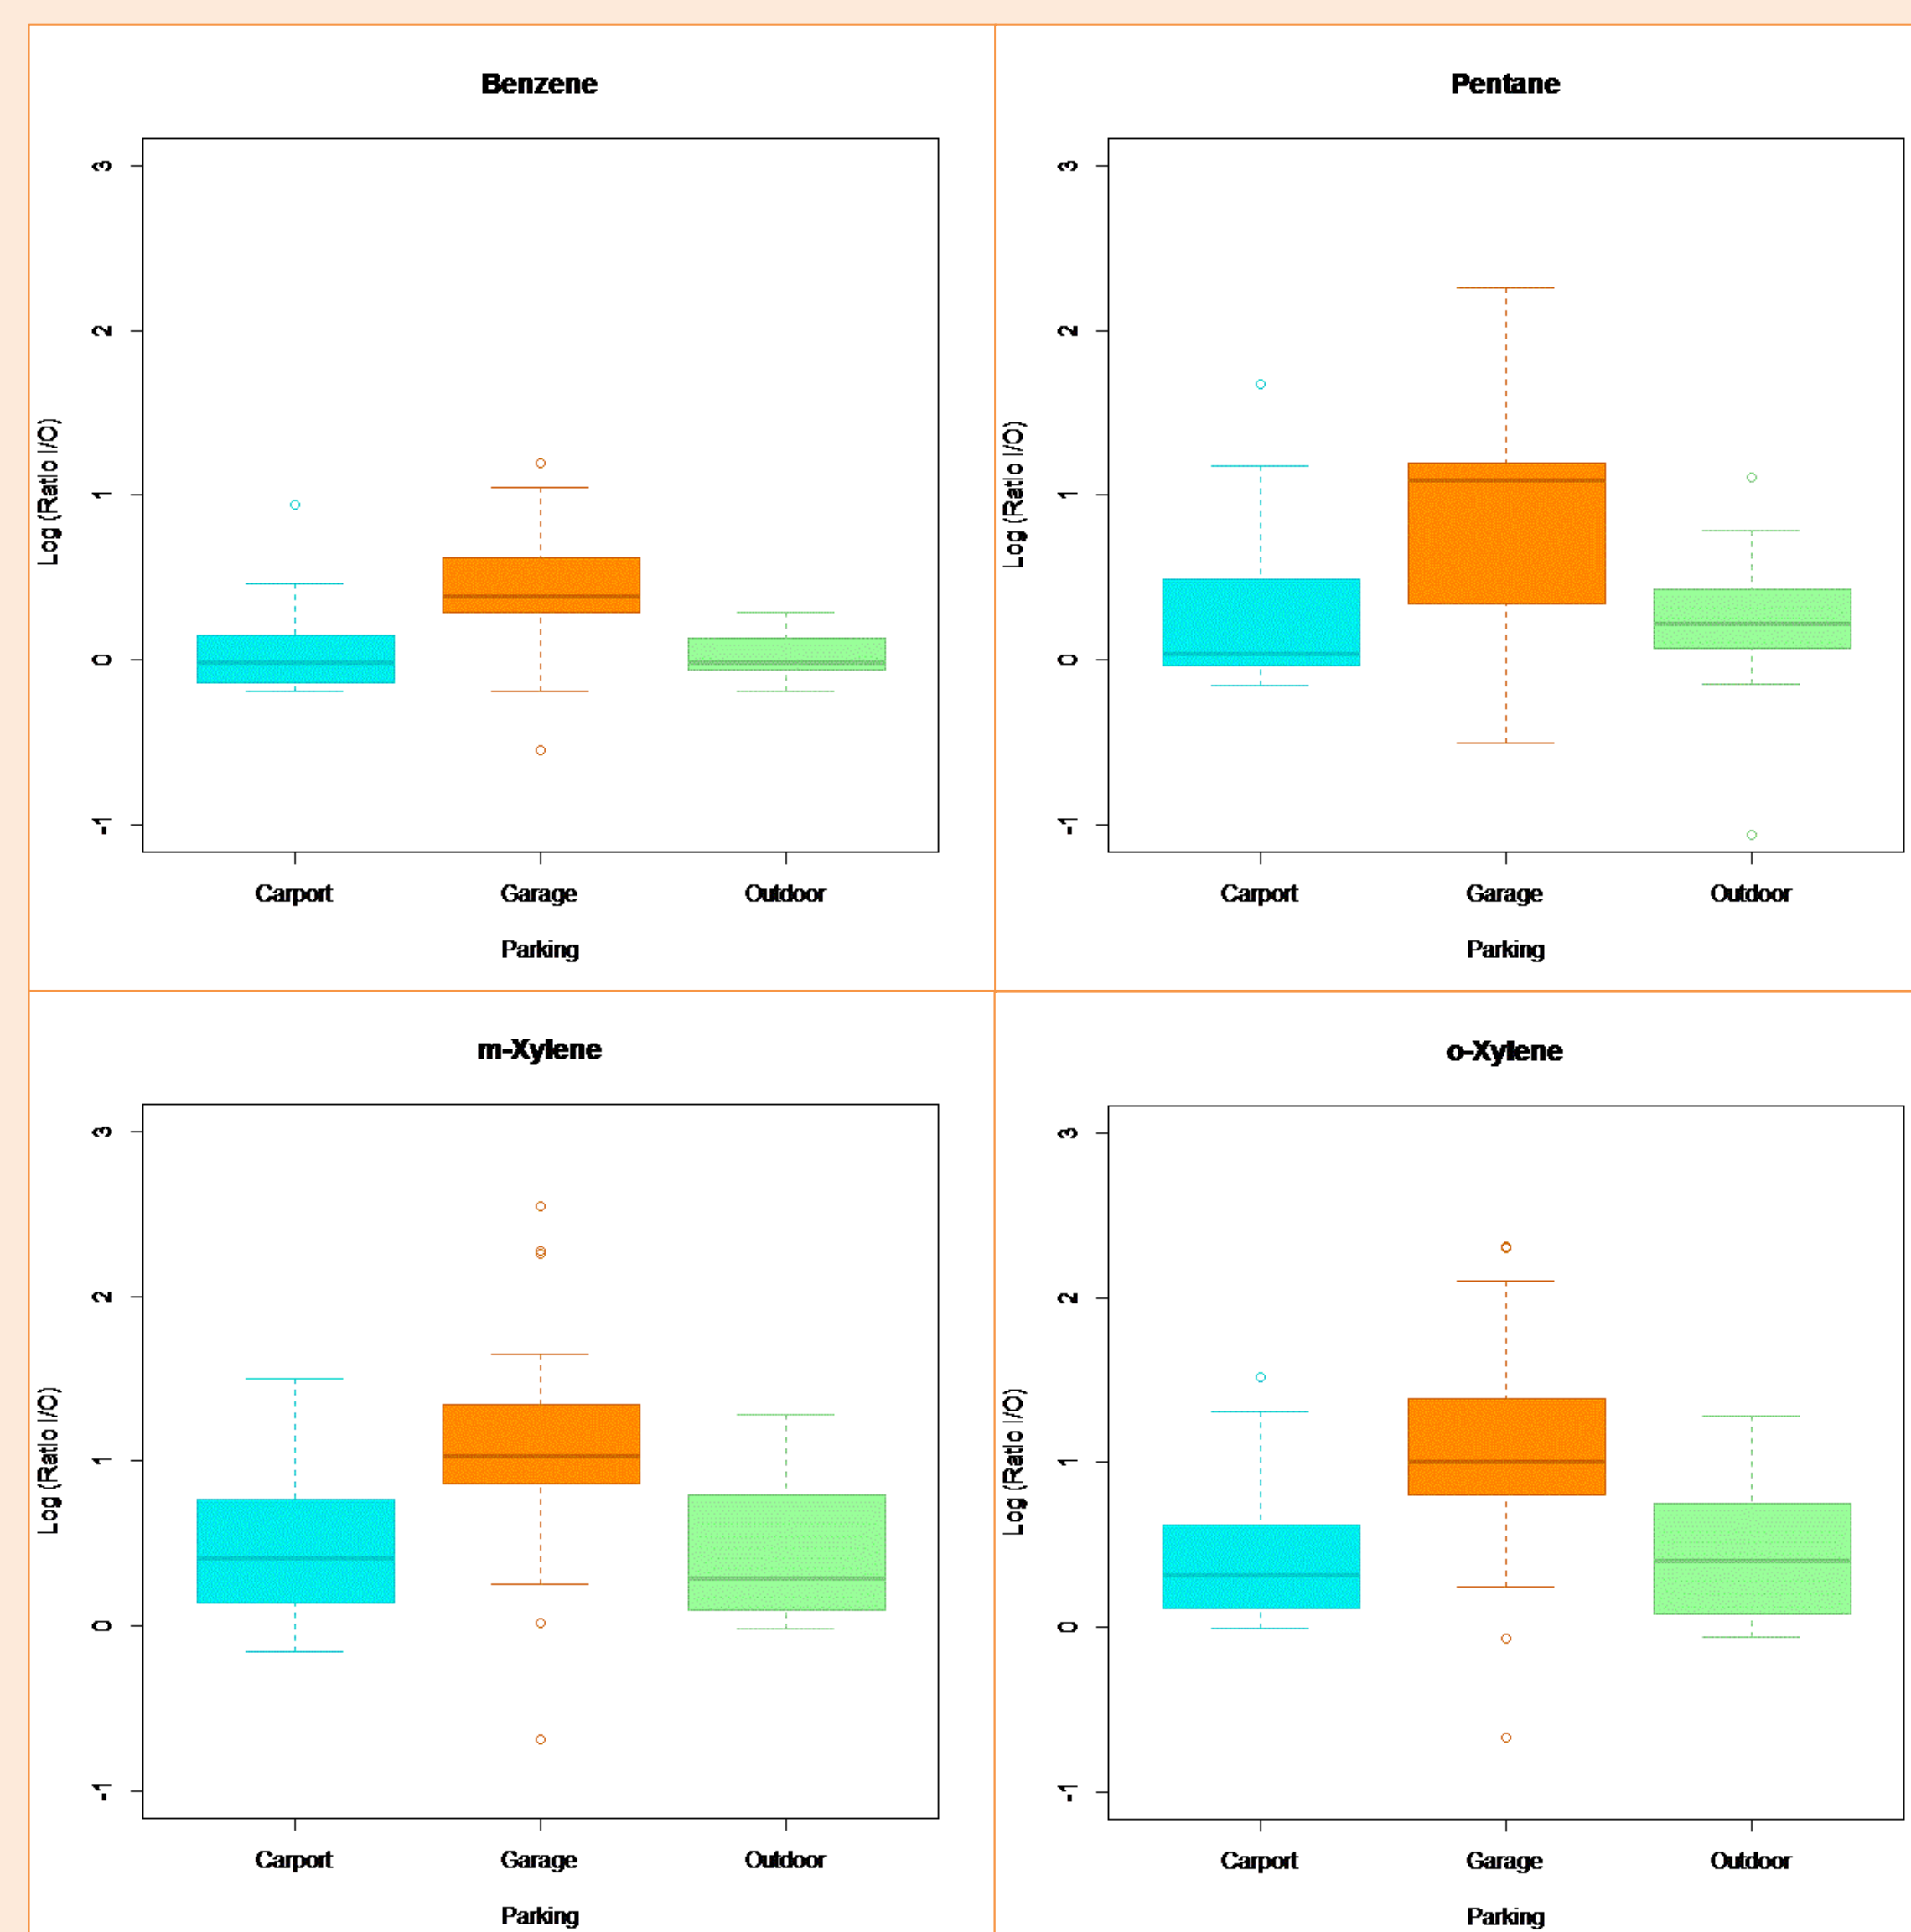 Benzene
3
2
1
0
-1
Log (Ratio I/O)
Carport Garage Outdoor
Parking
Pentane
3
2
1
0
-1
Log (Ratio I/O)
Carport Garage Outdoor
Parking
m-Xylene
3
2
1
0
-1
Log (Ratio I/O)
Carport Garage Outdoor
Parking
o-Xylene
3
2
1
0
-1
Log (Ratio I/O)
Carport Garage Outdoor
Parking